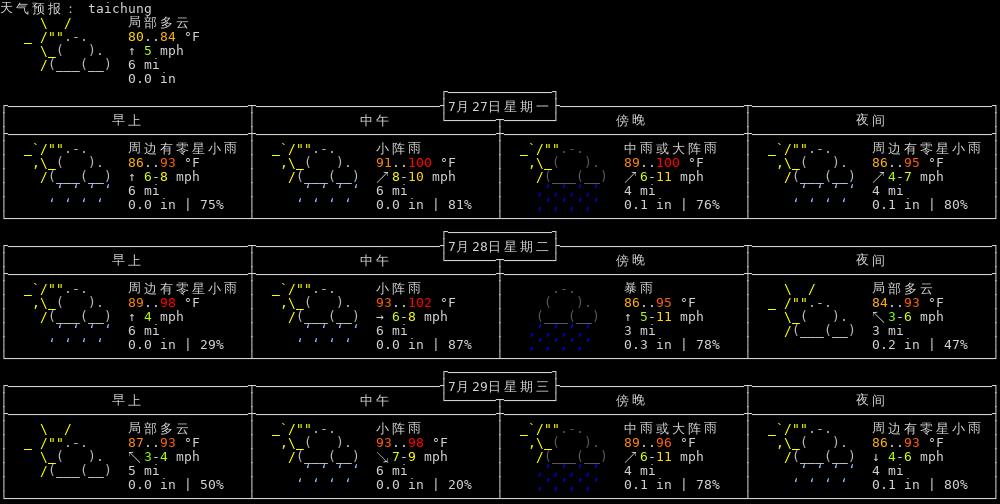 天气预报： taichung
局部多云
80..84 °F
↑ 5 mph
6 mi
0.0 in
7月27日星期一
早上 中午 傍晚 夜间
周边有零星小雨 小阵雨 中雨或大阵雨 周边有零星小雨
86..93 °F 91..100 °F 89..100 °F 86..95 °F
↑ 6-8 mph ↗ 8-10 mph ↗ 6-11 mph ↗ 4-7 mph
6 mi 6 mi 4 mi 4 mi
0.0 in | 75% 0.0 in | 81% 0.1 in | 76% 0.1 in | 80%
7月28日星期二
早上 中午 傍晚 夜间
周边有零星小雨 小阵雨 暴雨 局部多云
89..98 °F 93..102 °F 86..95 °F 84..93 °F
↑ 4 mph → 6-8 mph ↑ 5-11 mph ↖ 3-6 mph
6 mi 6 mi 3 mi 3 mi
0.0 in | 29% 0.0 in | 87% 0.3 in | 78% 0.2 in | 47%
7月29日星期三
早上 中午 傍晚 夜间
局部多云 小阵雨 中雨或大阵雨 周边有零星小雨
87..93 °F 93..98 °F 89..96 °F 86..93 °F
↖ 3-4 mph ↘ 7-9 mph ↗ 6-11 mph ↓ 4-6 mph
5 mi 6 mi 4 mi 4 mi
0.0 in | 50% 0.0 in | 20% 0.1 in | 78% 0.1 in | 80%